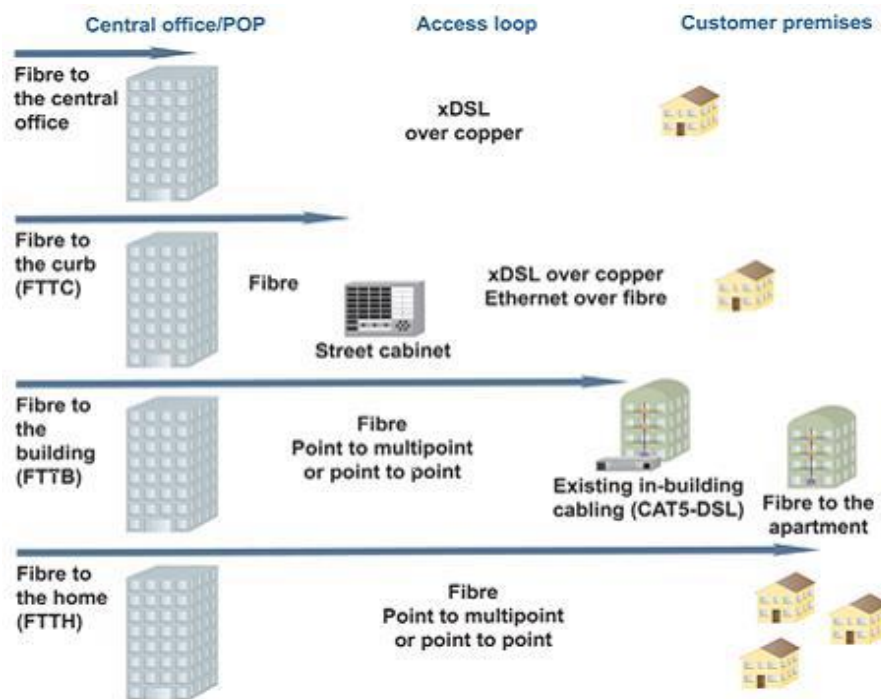 Central office/POP
Access loop
Customer premises
Fibre to
the central
office
xDSL
over copper
Fibre to
the curb
(FTTC)
Fibre
Street cabinet
xDSL over copper
Ethernet over fibre
Fibre to
the
building
(FTTB)
Fibre
Point to multipoint
or point to point
Existing in-building
cabling (CAT5-DSL)
Fibre to the
apartment
Fibre to
the home
(FTTH)
Fibre
Point to multipoint
or point to point